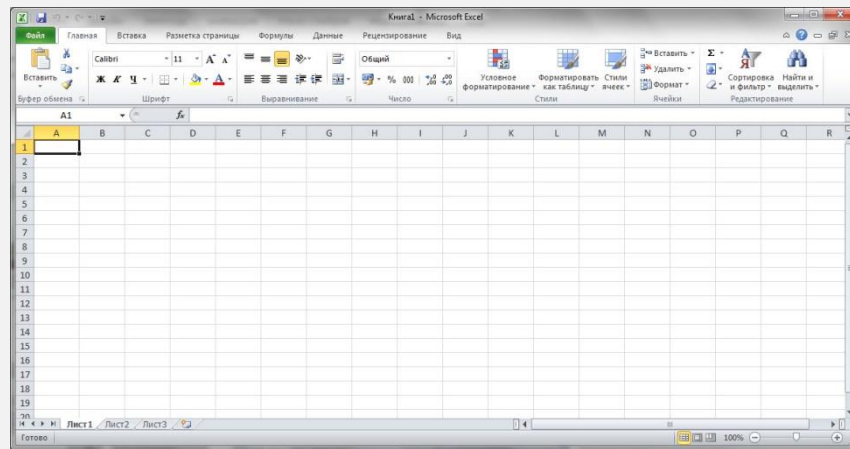 Книга1 - Microsoft Excel
Файл Главная Вставка Разметка страницы Формулы Данные Рецензирование Вид
Вставить
Calibri 11
Ж К Ч
Общий
% 000
Условное форматирование
Форматировать как таблицу
Стили ячеек
Вставить
Удалить
Формат
Σ
Сортировка и фильтр
Найти и выделить
Буфер обмена Шрифт Выравнивание Число Стили Ячейки Редактирование
A1 fx
A B C D E F G H I J K L M N O P Q R
1
2
3
4
5
6
7
8
9
10
11
12
13
14
15
16
17
18
19
20
Лист1 Лист2 Лист3
Готово 100%